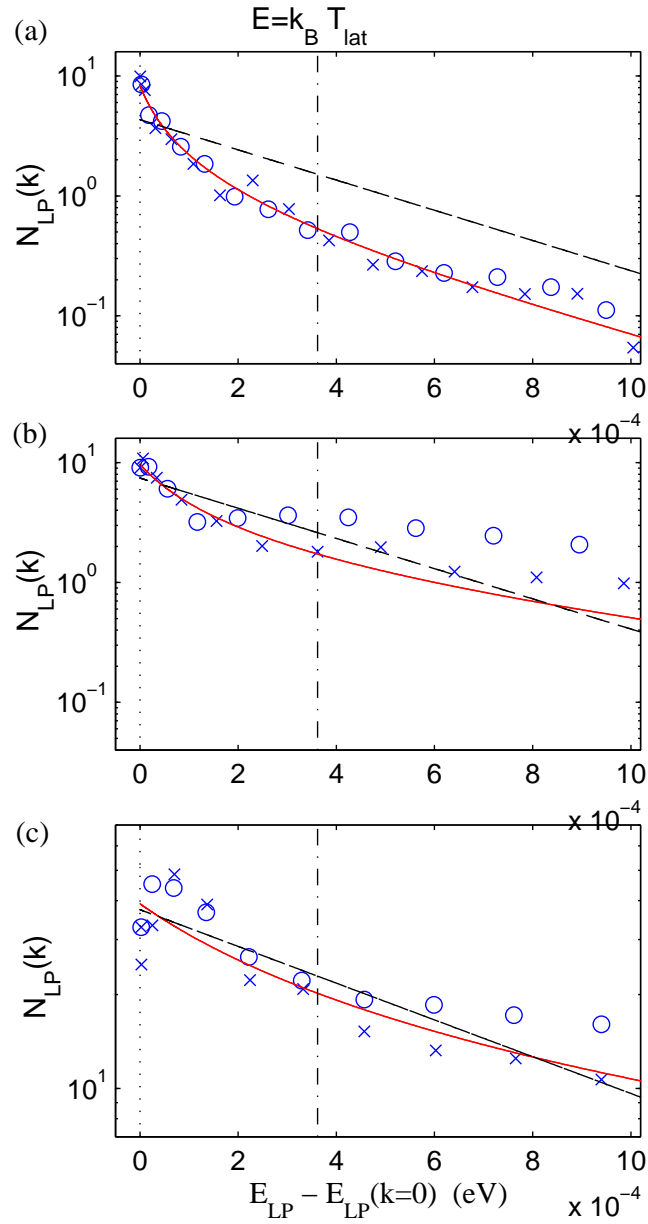 E=k_B T_lat
(a)
N_LP(k)
10^1
10^0
10^-1
0 2 4 6 8 10
x 10^-4
(b)
N_LP(k)
10^1
10^0
10^-1
0 2 4 6 8 10
x 10^-4
(c)
N_LP(k)
10^1
0 2 4 6 8 10
E_LP – E_LP(k=0) (eV)
x 10^-4